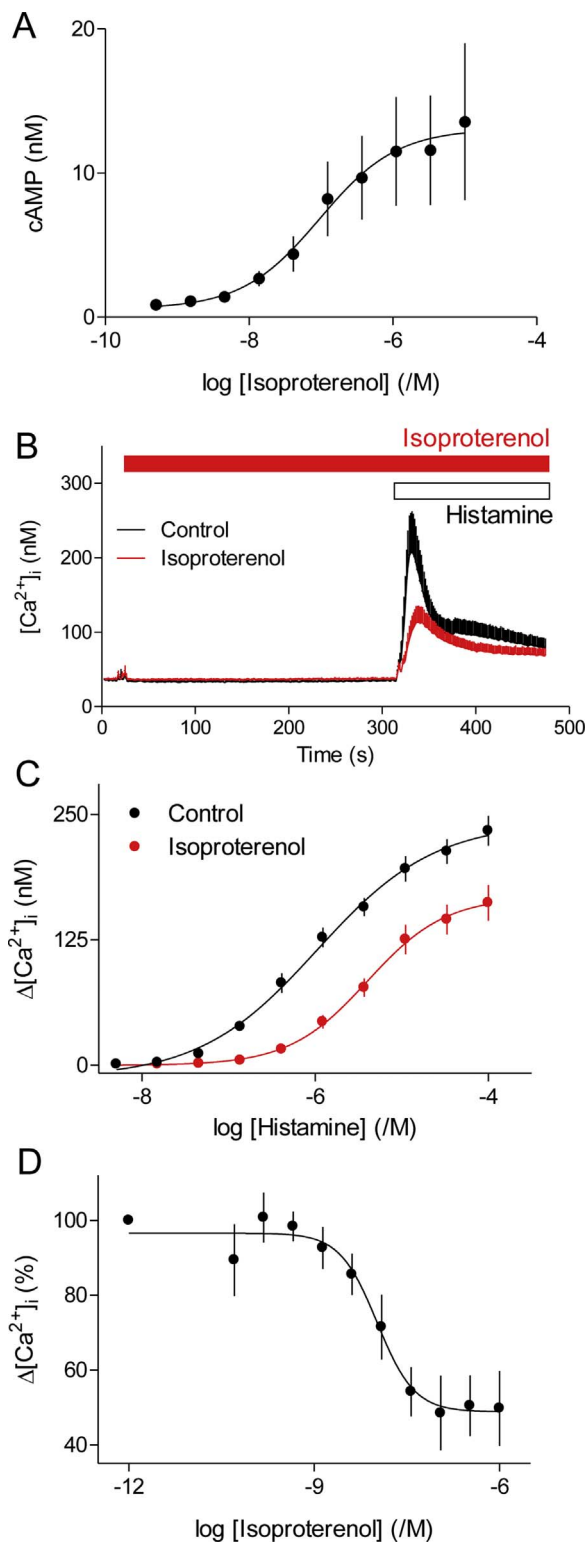 A
20
10
0
cAMP (nM)
-10 -8 -6 -4
log [Isoproterenol] (/M)
B
Isoproterenol
Histamine
Control
Isoproterenol
300
200
100
0
[Ca²⁺]ᵢ (nM)
0 100 200 300 400 500
Time (s)
C
Control
Isoproterenol
250
125
0
Δ[Ca²⁺]ᵢ (nM)
-8 -6 -4
log [Histamine] (/M)
D
100
80
60
40
Δ[Ca²⁺]ᵢ (%)
-12 -9 -6
log [Isoproterenol] (/M)